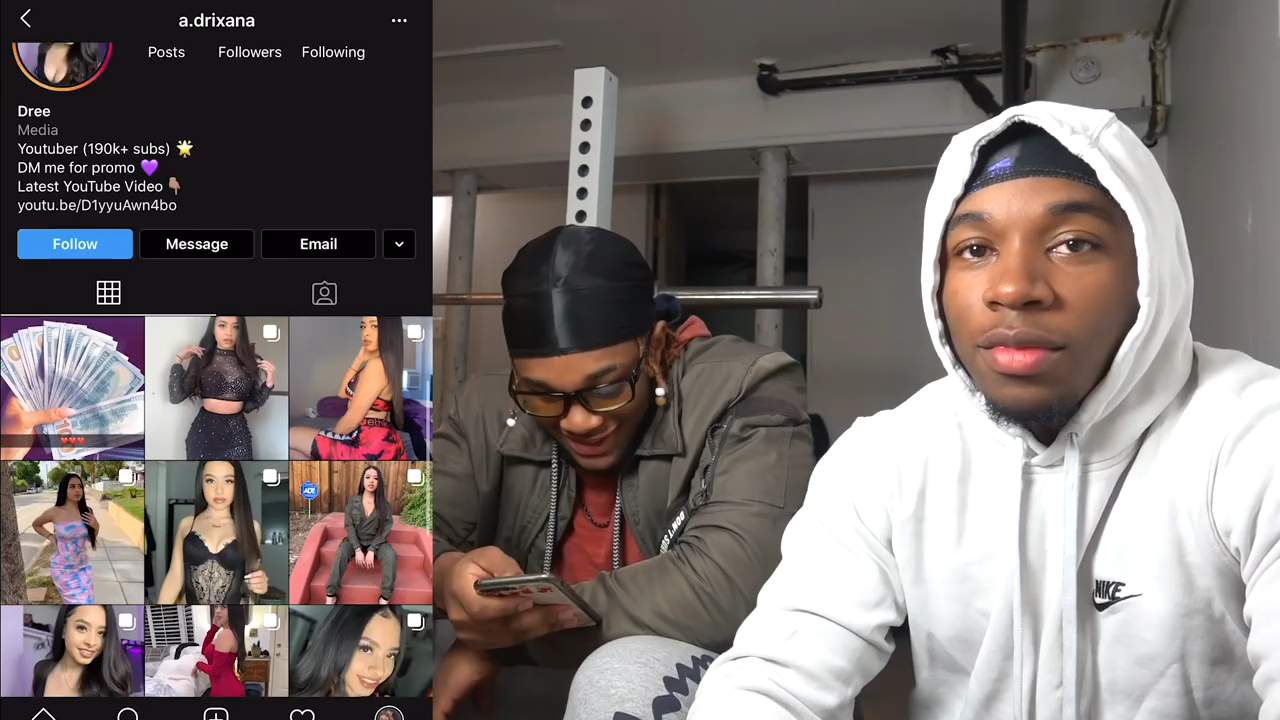 a.drixana
Posts Followers Following
Dree
Media
Youtuber (190k+ subs) 🌟
DM me for promo 💜
Latest YouTube Video 👇🏽
youtu.be/D1yyuAwn4bo
Follow Message Email
ADT
NIKE